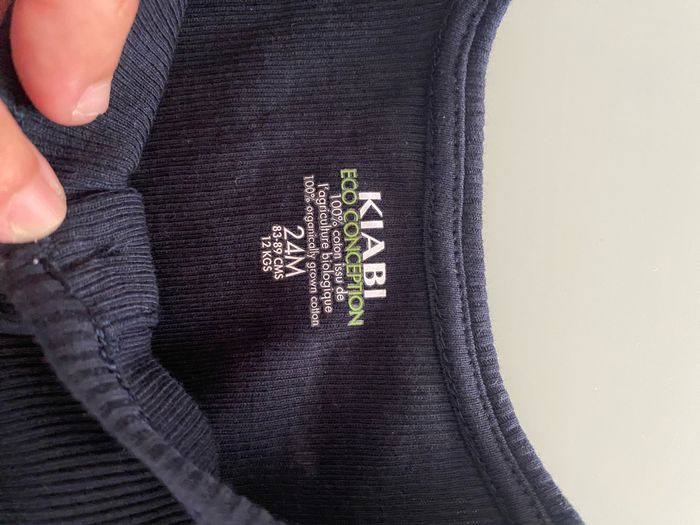 KIABI
ECO CONCEPTION
100% coton issu de
l'agriculture biologique
100% organically grown cotton
24M
83-89 CMS
12 KGS